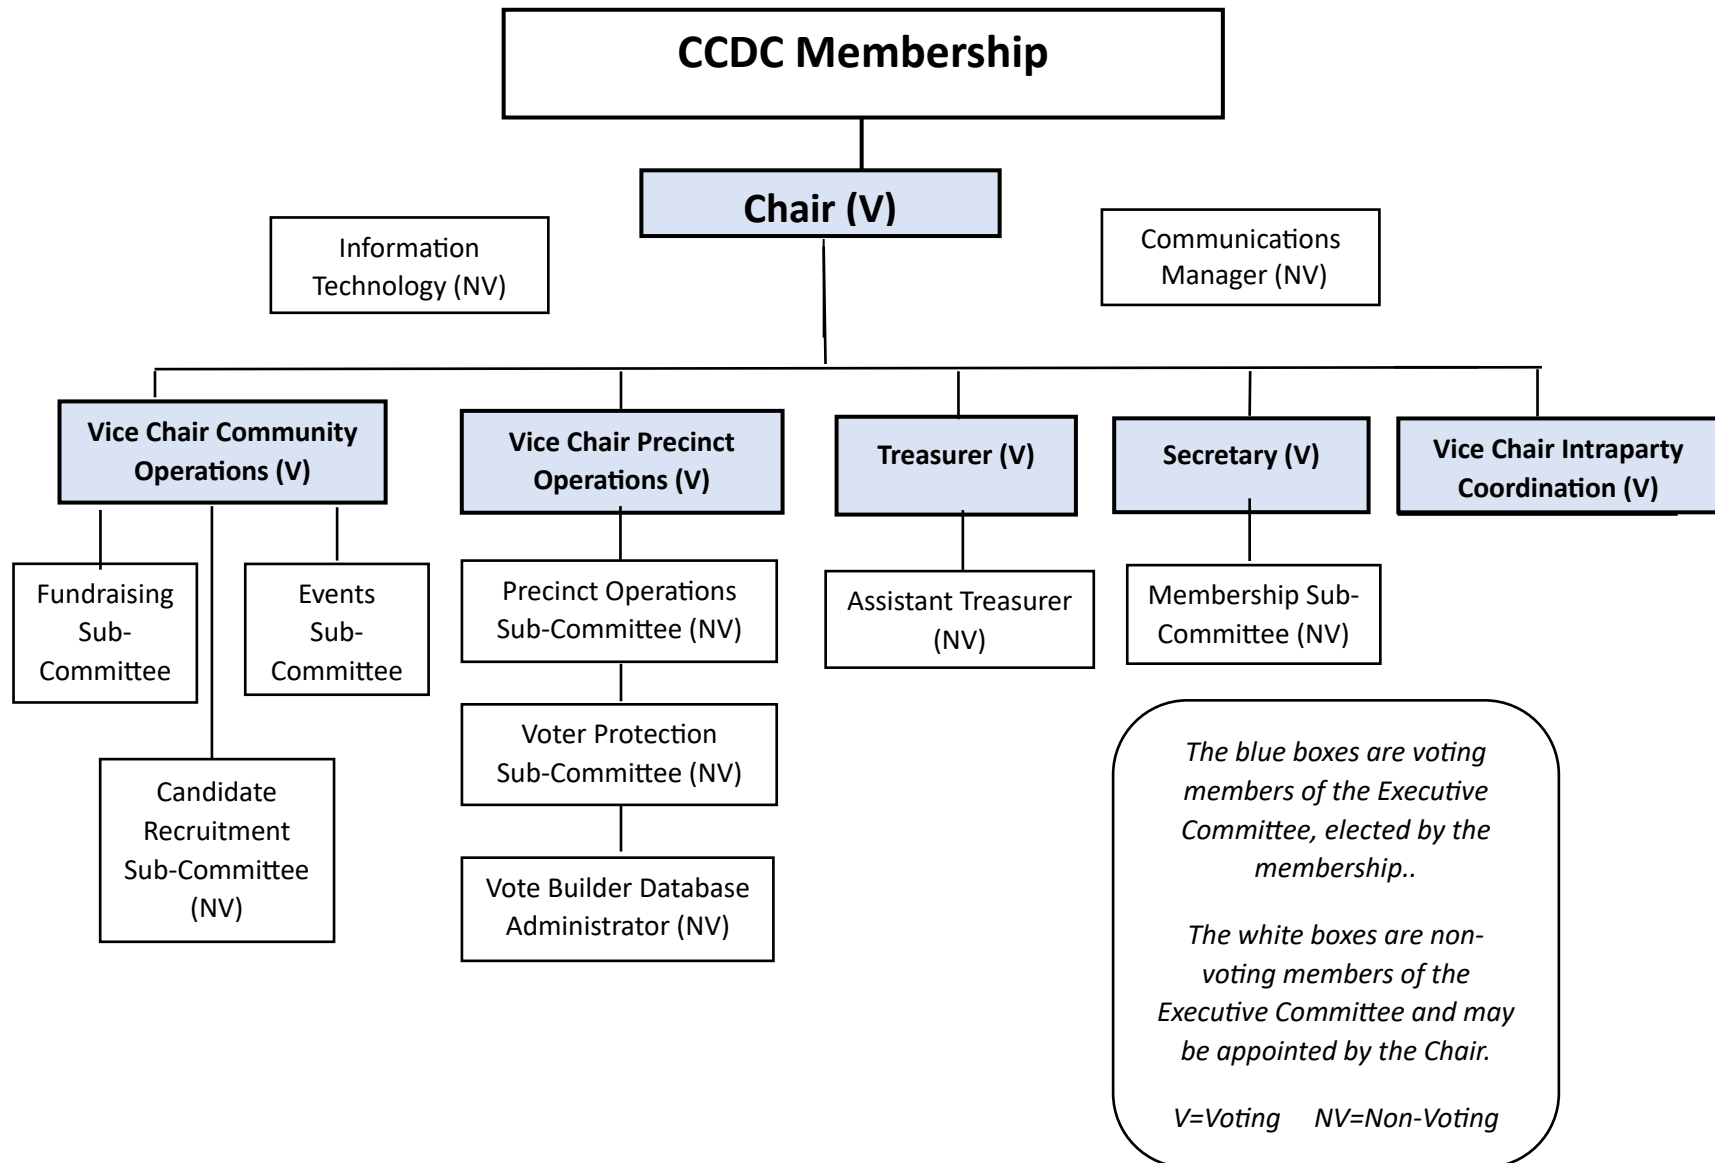 CCDC Membership
Chair (V)
Information
Technology (NV)
Communications
Manager (NV)
Vice Chair Community
Operations (V)
Vice Chair Precinct
Operations (V)
Treasurer (V)
Secretary (V)
Vice Chair Intraparty
Coordination (V)
Fundraising
Sub-
Committee
Events
Sub-
Committee
Precinct Operations
Sub-Committee (NV)
Assistant Treasurer
(NV)
Membership Sub-
Committee (NV)
Candidate
Recruitment
Sub-Committee
(NV)
Voter Protection
Sub-Committee (NV)
Vote Builder Database
Administrator (NV)
The blue boxes are voting
members of the Executive
Committee, elected by the
membership..
The white boxes are non-
voting members of the
Executive Committee and may
be appointed by the Chair.
V=Voting NV=Non-Voting